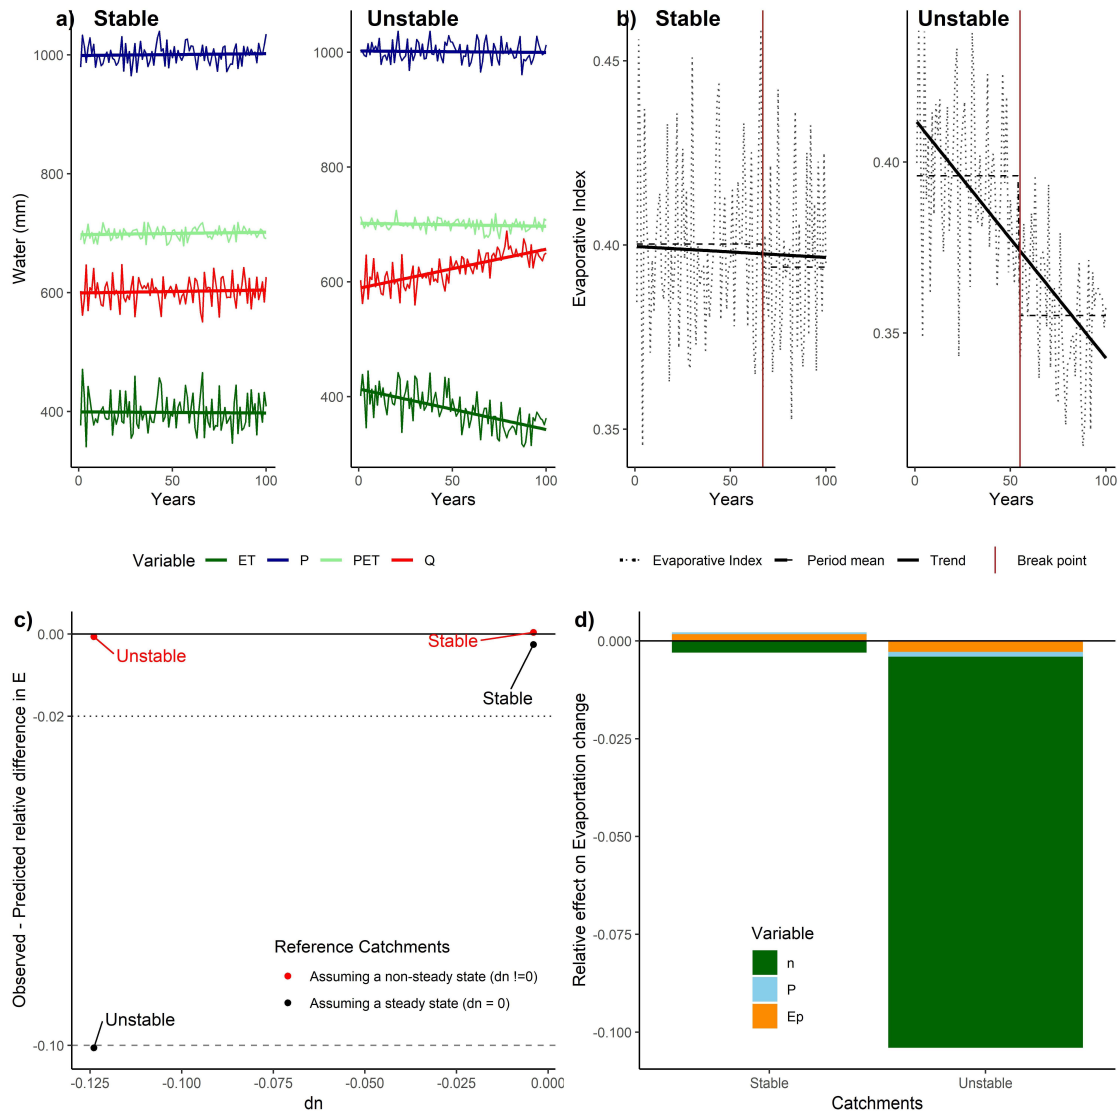 a) Stable
Unstable
b) Stable
Unstable
Water (mm)
1000
800
600
400
0
50
100
Years
1000
800
600
400
0
50
100
Years
Evaporative Index
0.45
0.40
0.35
0
50
100
Years
0.40
0.35
0
50
100
Years
Variable ET P PET Q
Evaporative Index Period mean Trend Break point
c)
Observed - Predicted relative difference in E
0.00
-0.02
-0.10
Unstable
Stable
Stable
Unstable
Reference Catchments
Assuming a non-steady state (dn !=0)
Assuming a steady state (dn = 0)
-0.125
-0.100
-0.075
-0.050
-0.025
0.000
dn
d)
Relative effect on Evaportation change
0.000
-0.025
-0.050
-0.075
-0.100
Variable
n
P
Ep
Stable
Unstable
Catchments